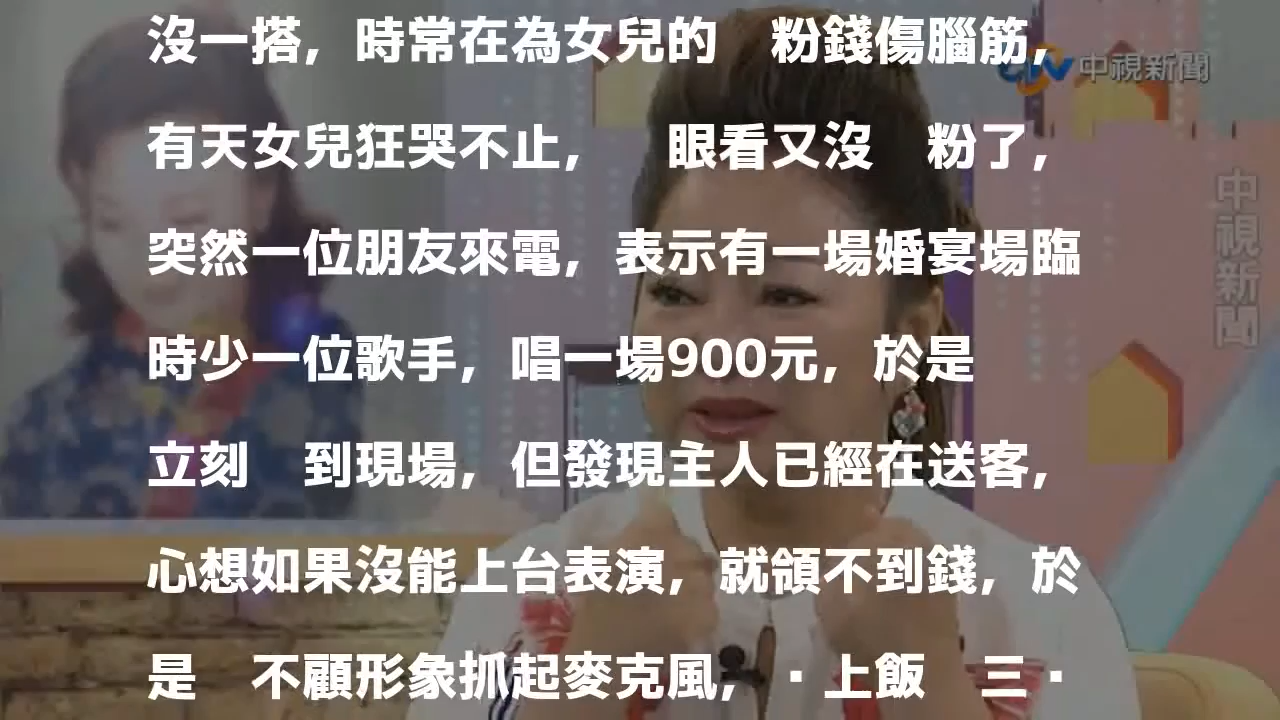 沒一搭，時常在為女兒的　粉錢傷腦筋，
中視新聞
有天女兒狂哭不止，　眼看又沒　粉了，
突然一位朋友來電，表示有一場婚宴場臨
時少一位歌手，唱一場900元，於是
立刻　到現場，但發現主人已經在送客，
心想如果沒能上台表演，就領不到錢，於
是　不顧形象抓起麥克風，·上飯　三·
中視新聞